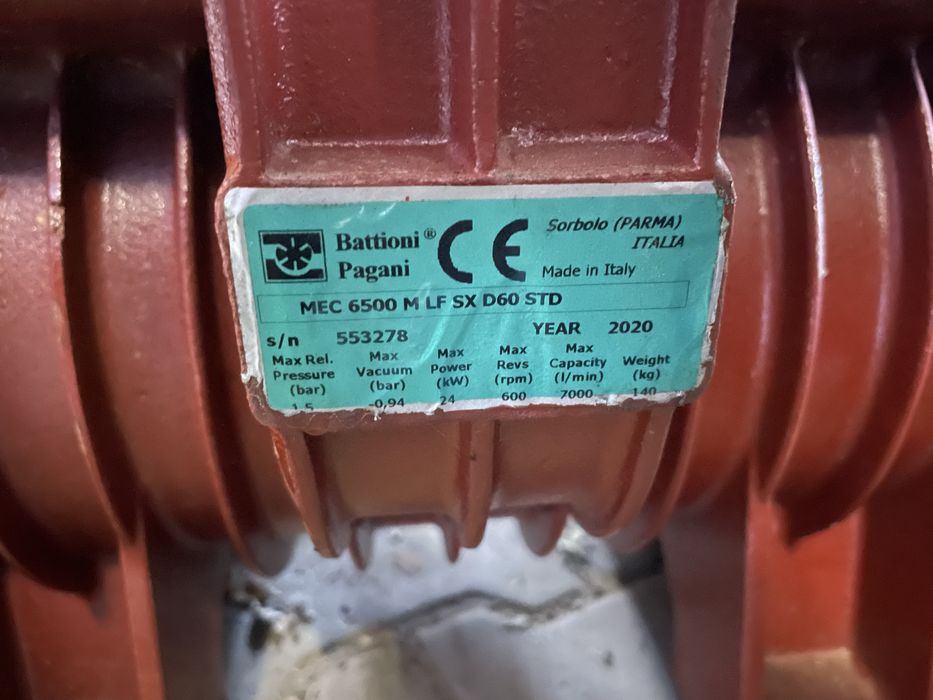 Battioni®
Pagani
CE
Sorbolo (PARMA)
ITALIA
Made in Italy
MEC 6500 M LF SX D60 STD
s/n 553278 YEAR 2020
Max Rel. Pressure (bar)
Max Vacuum (bar)
Max Power (kW)
Max Revs (rpm)
Max Capacity (l/min)
Weight (kg)
1,5 -0,94 24 600 7000 140